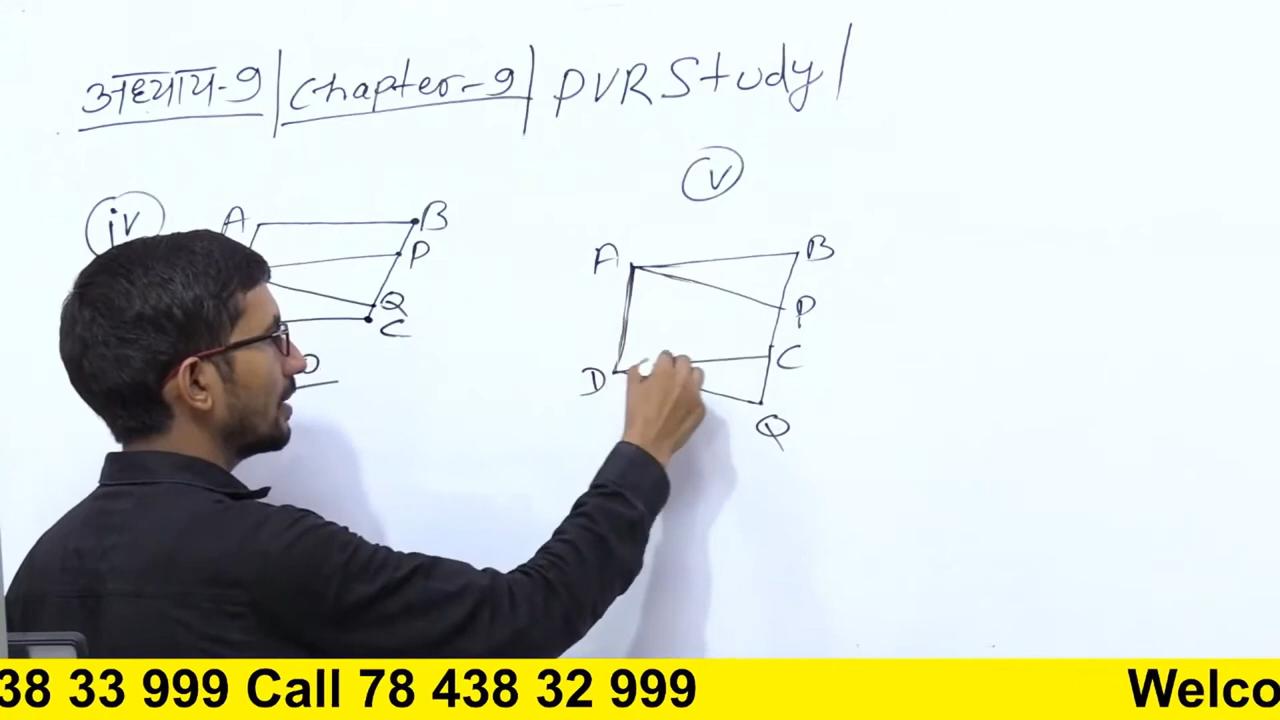 अध्याय-9 | Chapter-9 | PVR Study |
iv
v
A B
P
Q
C
A B
P
D C
Q
38 33 999 Call 78 438 32 999 Welco